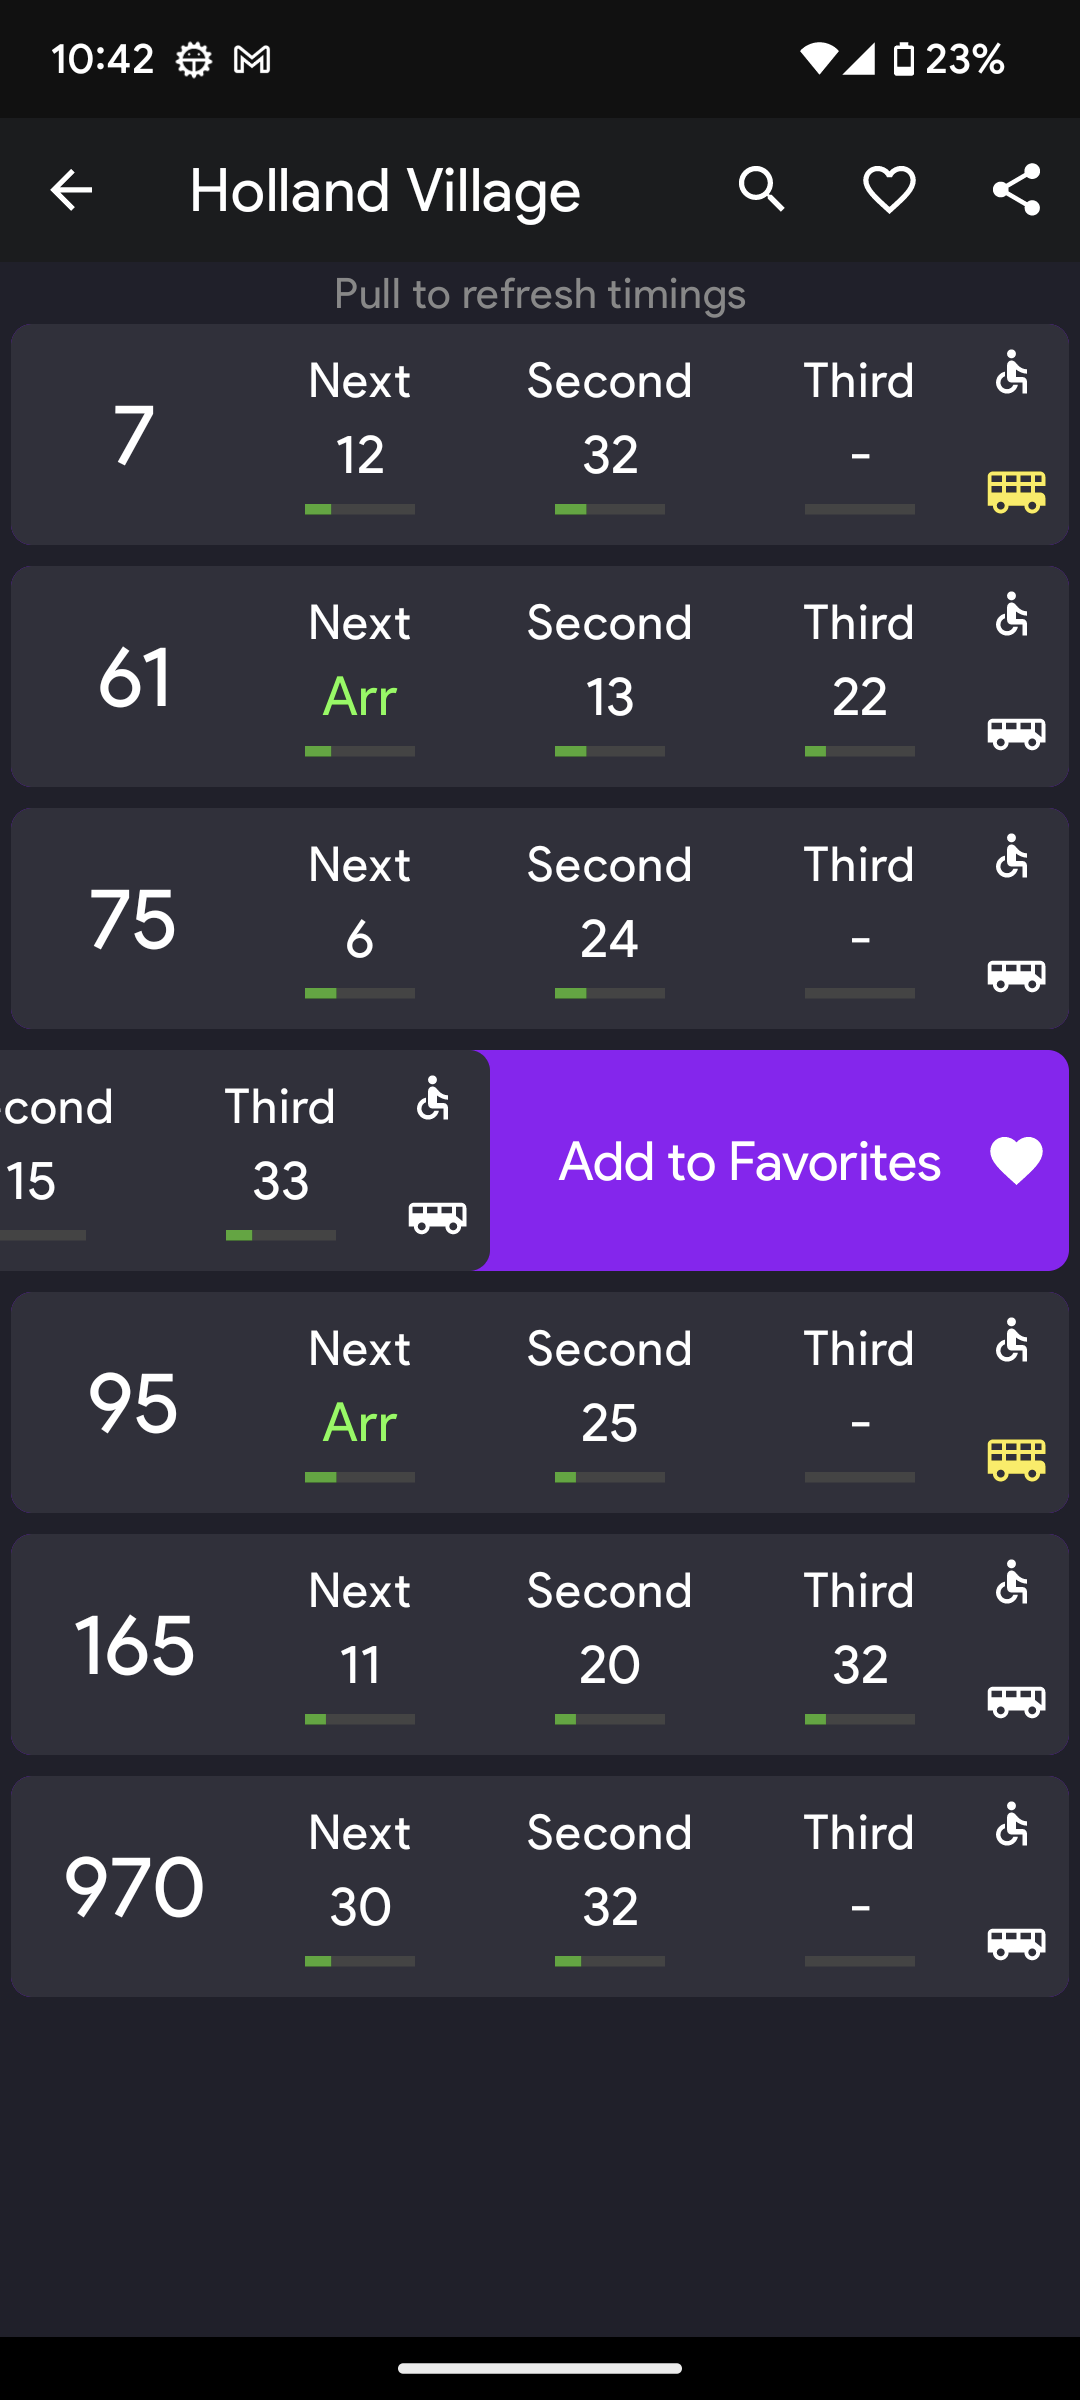 10:42 23%
Holland Village
Pull to refresh timings
7 Next Second Third
12 32 -
61 Next Second Third
Arr 13 22
75 Next Second Third
6 24 -
cond Third
15 33
Add to Favorites
95 Next Second Third
Arr 25 -
165 Next Second Third
11 20 32
970 Next Second Third
30 32 -